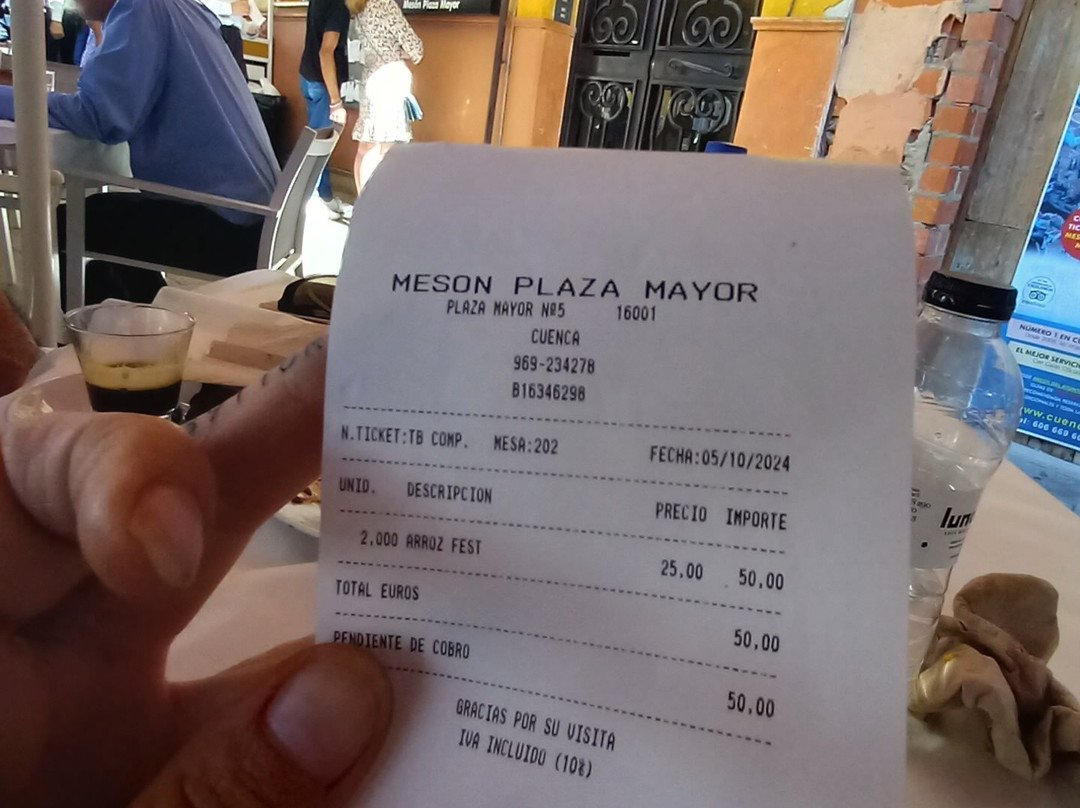 Mesón Plaza Mayor
MESON PLAZA MAYOR
PLAZA MAYOR Nº5 16001
CUENCA
969-234278
B16346298
N.TICKET:TB COMP. MESA:202 FECHA:05/10/2024
UNID. DESCRIPCION PRECIO IMPORTE
2,000 ARROZ FEST 25.00 50,00
TOTAL EUROS 50,00
PENDIENTE DE COBRO 50,00
GRACIAS POR SU VISITA
IVA INCLUIDO (10%)
NÚMERO 1 EN CU
EL MEJOR SERVICI
www.cuen